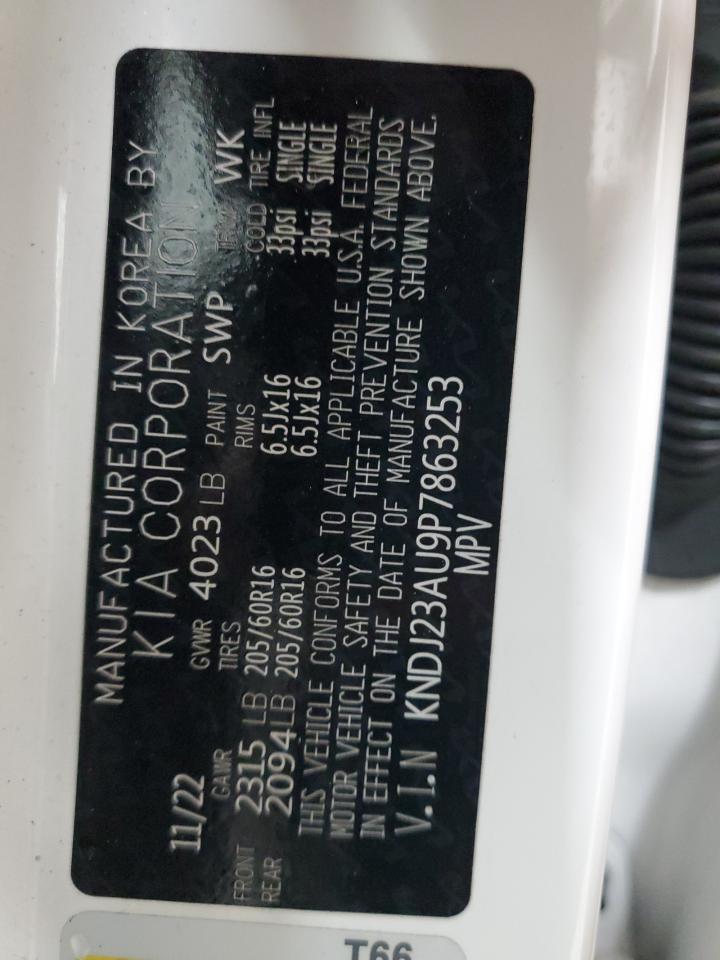 MANUFACTURED IN KOREA BY
KIA CORPORATION
11/22 GVWR 4023 LB PAINT SWP TRIM WK
GAWR TIRES RIMS COLD TIRE INFL
FRONT 2315 LB 205/60R16 6.5Jx16 33psi SINGLE
REAR 2094 LB 205/60R16 6.5Jx16 33psi SINGLE
THIS VEHICLE CONFORMS TO ALL APPLICABLE U.S.A. FEDERAL
MOTOR VEHICLE SAFETY AND THEFT PREVENTION STANDARDS
IN EFFECT ON THE DATE OF MANUFACTURE SHOWN ABOVE.
V.I.N KNDJ23AU9P7863253
MPV
T66